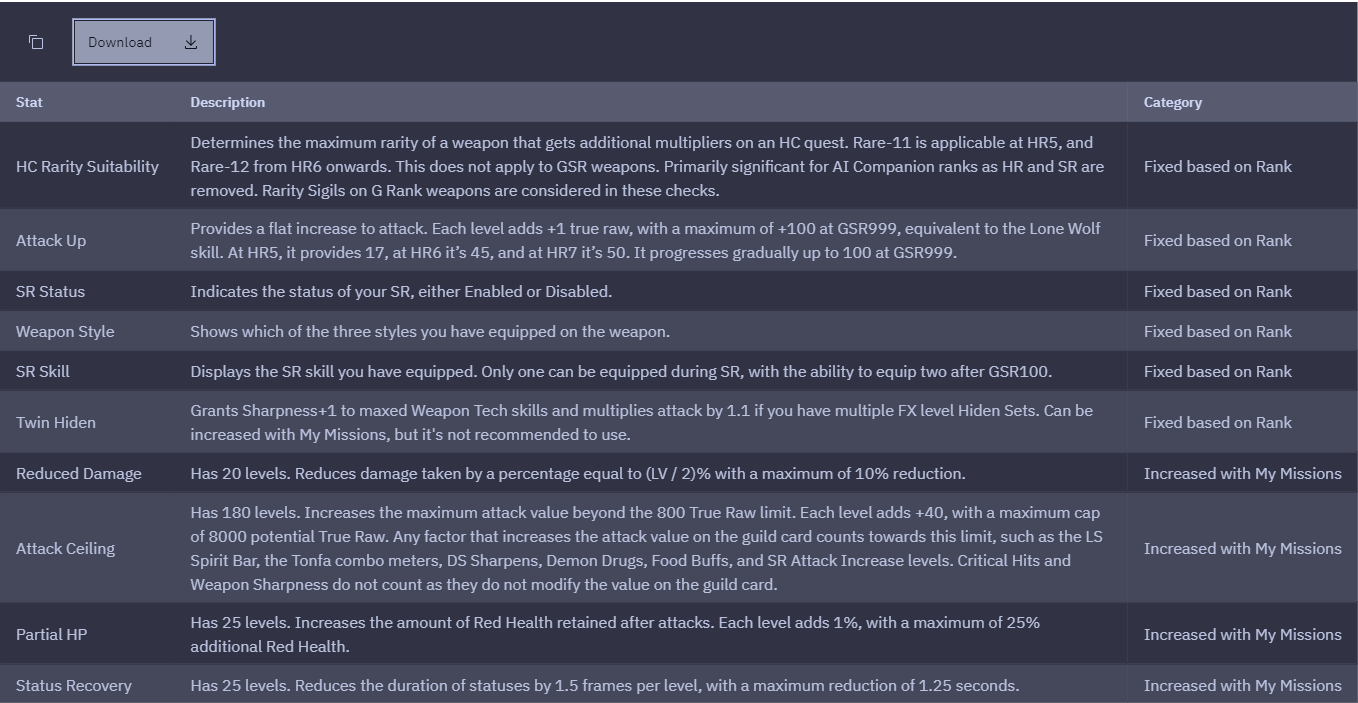 Download
Stat Description Category
Determines the maximum rarity of a weapon that gets additional multipliers on an HC quest. Rare-11 is applicable at HR5, and
HC Rarity Suitability Rare-12 from HR6 onwards. This does not apply to GSR weapons. Primarily significant for AI Companion ranks as HR and SR are Fixed based on Rank
removed. Rarity Sigils on G Rank weapons are considered in these checks.
Provides a flat increase to attack. Each level adds +1 true raw, with a maximum of +100 at GSR999, equivalent to the Lone Wolf
Attack Up Fixed based on Rank
skill. At HR5, it provides 17, at HR6 it’s 45, and at HR7 it’s 50. It progresses gradually up to 100 at GSR999.
SR Status Indicates the status of your SR, either Enabled or Disabled. Fixed based on Rank
Weapon Style Shows which of the three styles you have equipped on the weapon. Fixed based on Rank
SR Skill Displays the SR skill you have equipped. Only one can be equipped during SR, with the ability to equip two after GSR100. Fixed based on Rank
Grants Sharpness+1 to maxed Weapon Tech skills and multiplies attack by 1.1 if you have multiple FX level Hiden Sets. Can be
Twin Hiden Fixed based on Rank
increased with My Missions, but it's not recommended to use.
Reduced Damage Has 20 levels. Reduces damage taken by a percentage equal to (LV / 2)% with a maximum of 10% reduction. Increased with My Missions
Has 180 levels. Increases the maximum attack value beyond the 800 True Raw limit. Each level adds +40, with a maximum cap
of 8000 potential True Raw. Any factor that increases the attack value on the guild card counts towards this limit, such as the LS
Attack Ceiling Increased with My Missions
Spirit Bar, the Tonfa combo meters, DS Sharpens, Demon Drugs, Food Buffs, and SR Attack Increase levels. Critical Hits and
Weapon Sharpness do not count as they do not modify the value on the guild card.
Has 25 levels. Increases the amount of Red Health retained after attacks. Each level adds 1%, with a maximum of 25%
Partial HP Increased with My Missions
additional Red Health.
Status Recovery Has 25 levels. Reduces the duration of statuses by 1.5 frames per level, with a maximum reduction of 1.25 seconds. Increased with My Missions